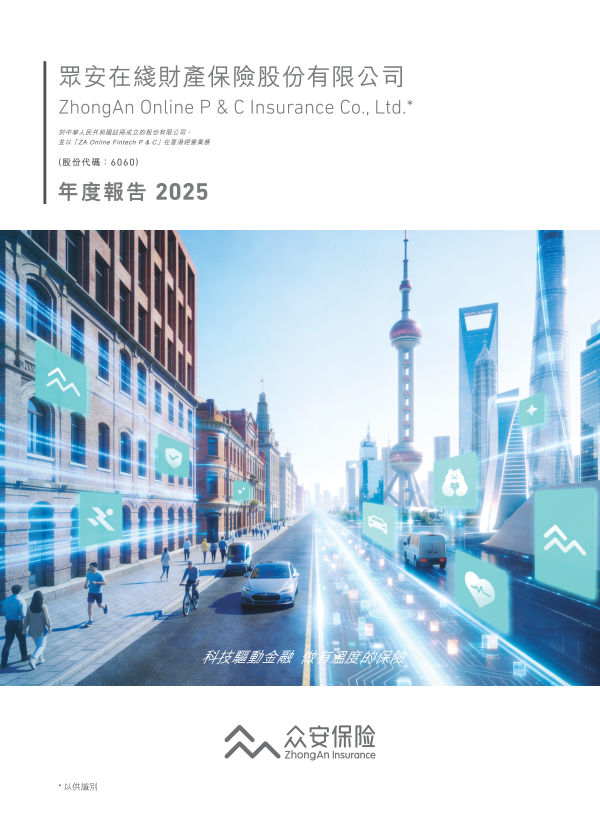 眾安在綫財產保險股份有限公司
ZhongAn Online P & C Insurance Co., Ltd.*
於中華人民共和國註冊成立的股份有限公司，
並以「ZA Online Fintech P & C」在香港經營業務
(股份代碼：6060)
年度報告 2025
科技驅動金融 做有溫度的保險
众安保险
ZhongAn Insurance
* 以供識別